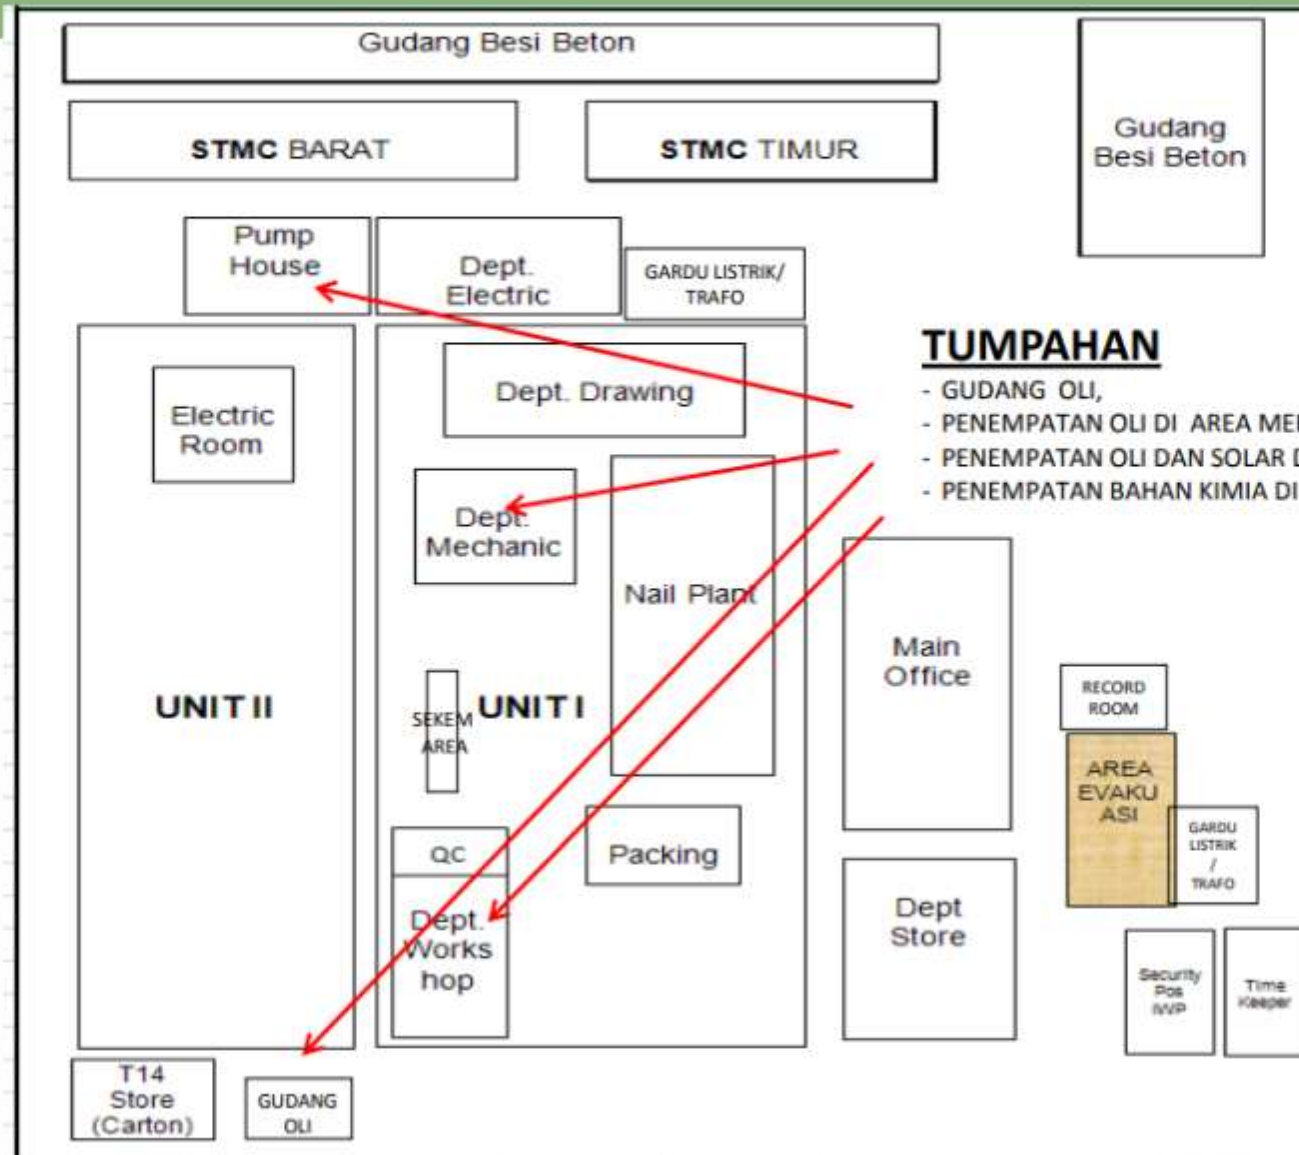 Gudang Besi Beton
STMC BARAT
STMC TIMUR
Gudang
Besi Beton
Pump
House
Dept.
Electric
GARDU LISTRIK/
TRAFO
TUMPAHAN
- GUDANG OLI,
- PENEMPATAN OLI DI AREA
- PENEMPATAN OLI DAN SOLAR
- PENEMPATAN BAHAN KIMIA DI
Electric
Room
Dept. Drawing
Dept.
Mechanic
Nail Plant
Main
Office
UNIT II
SEKEM
AREA
UNIT I
RECORD
ROOM
AREA
EVAKU
ASI
GARDU
LISTRIK
/
TRAFO
QC
Packing
Dept.
Works
hop
Dept
Store
Security
Pos
IWP
Time
Keeper
T14
Store
(Carton)
GUDANG
OLI